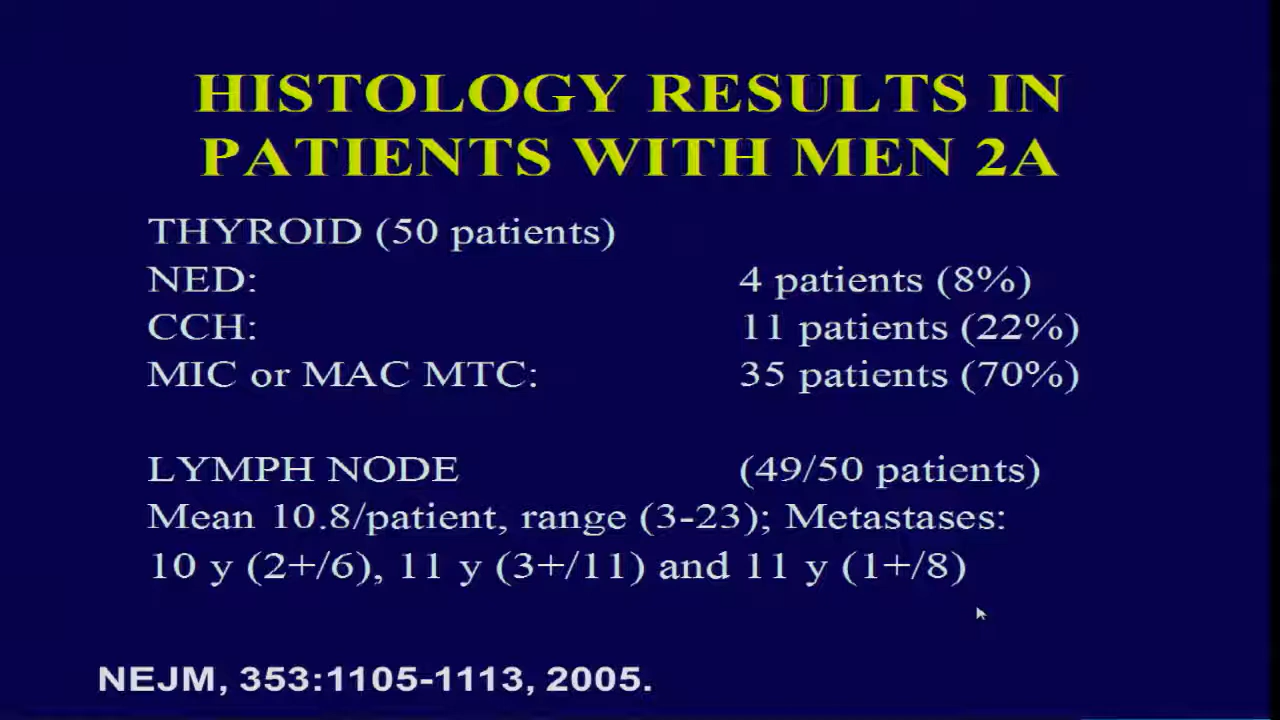 HISTOLOGY RESULTS IN
PATIENTS WITH MEN 2A
THYROID (50 patients)
NED: 4 patients (8%)
CCH: 11 patients (22%)
MIC or MAC MTC: 35 patients (70%)
LYMPH NODE (49/50 patients)
Mean 10.8/patient, range (3-23); Metastases:
10 y (2+/6), 11 y (3+/11) and 11 y (1+/8)
NEJM, 353:1105-1113, 2005.